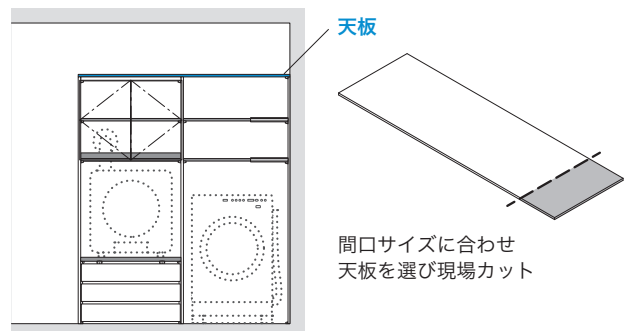 天板
間口サイズに合わせ
天板を選び現場カット